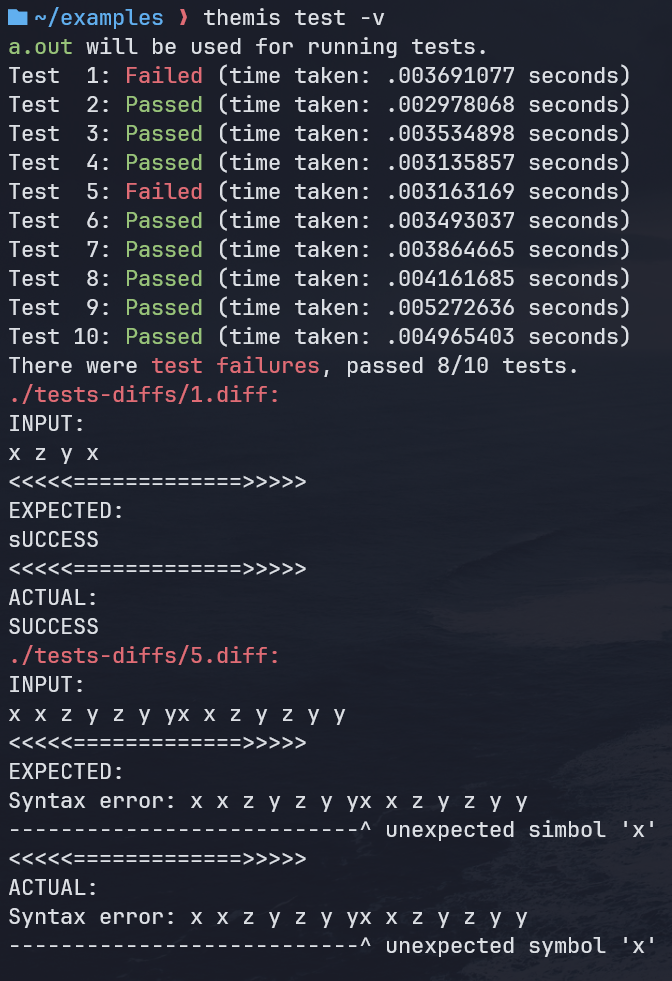 ~/examples ❯ themis test -v
a.out will be used for running tests.
Test  1: Failed (time taken: .003691077 seconds)
Test  2: Passed (time taken: .002978068 seconds)
Test  3: Passed (time taken: .003534898 seconds)
Test  4: Passed (time taken: .003135857 seconds)
Test  5: Failed (time taken: .003163169 seconds)
Test  6: Passed (time taken: .003493037 seconds)
Test  7: Passed (time taken: .003864665 seconds)
Test  8: Passed (time taken: .004161685 seconds)
Test  9: Passed (time taken: .005272636 seconds)
Test 10: Passed (time taken: .004965403 seconds)
There were test failures, passed 8/10 tests.
./tests-diffs/1.diff:
INPUT:
x z y x
<<<<<=============>>>>>
EXPECTED:
sUCCESS
<<<<<=============>>>>>
ACTUAL:
SUCCESS
./tests-diffs/5.diff:
INPUT:
x x z y z y yx x z y z y y
<<<<<=============>>>>>
EXPECTED:
Syntax error: x x z y z y yx x z y z y y
---------------------------^ unexpected simbol 'x'
<<<<<=============>>>>>
ACTUAL:
Syntax error: x x z y z y yx x z y z y y
---------------------------^ unexpected symbol 'x'